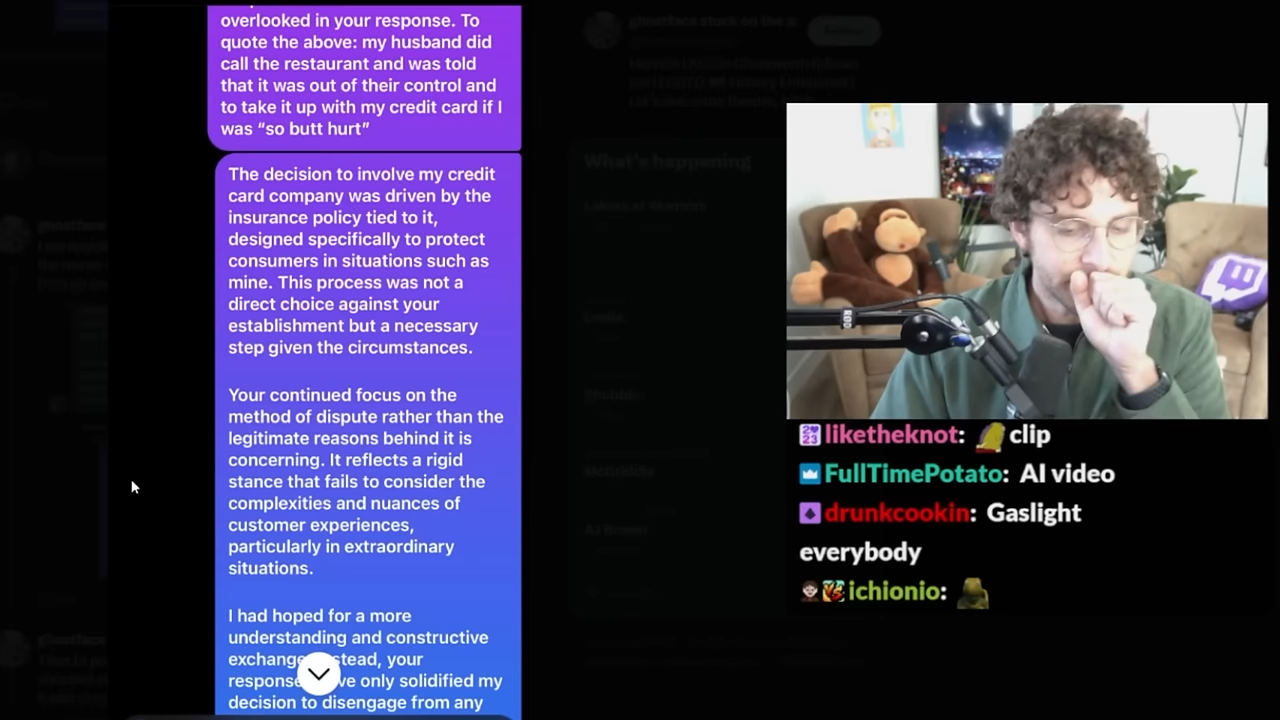 overlooked in your response. To
quote the above: my husband did
call the restaurant and was told
that it was out of their control and
to take it up with my credit card if I
was “so butt hurt”
The decision to involve my credit
card company was driven by the
insurance policy tied to it,
designed specifically to protect
consumers in situations such as
mine. This process was not a
direct choice against your
establishment but a necessary
step given the circumstances.
Your continued focus on the
method of dispute rather than the
legitimate reasons behind it is
concerning. It reflects a rigid
stance that fails to consider the
complexities and nuances of
customer experiences,
particularly in extraordinary
situations.
I had hoped for a more
understanding and constructive
your
only solidified my
decision to disengage from any
What's happening
RØDE
liketheknot: clip
FullTimePotato: AI video
drunkcookin: Gaslight
everybody
ichionio: